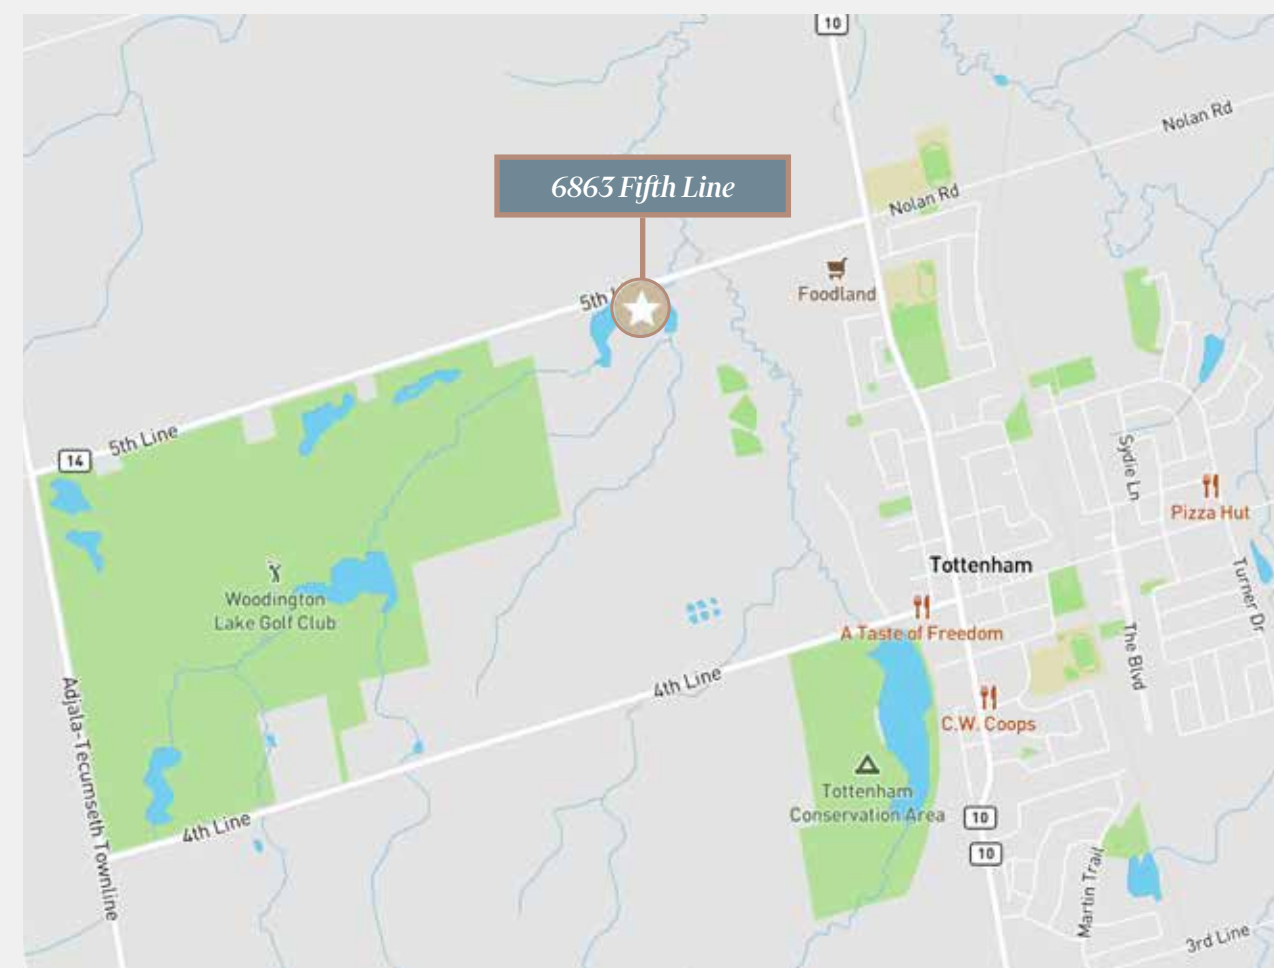 10
Nolan Rd
6863 Fifth Line
Nolan Rd
Foodland
5th
5th Line
14
Sydie Ln
Pizza Hut
Tottenham
Woodington
Lake Golf Club
Turner Dr
A Taste of Freedom
The Blvd
4th Line
Adjala-Tecumseth Townline
C.W. Coops
Tottenham
Conservation Area
10
4th Line
10
Martin Trail
3rd Line